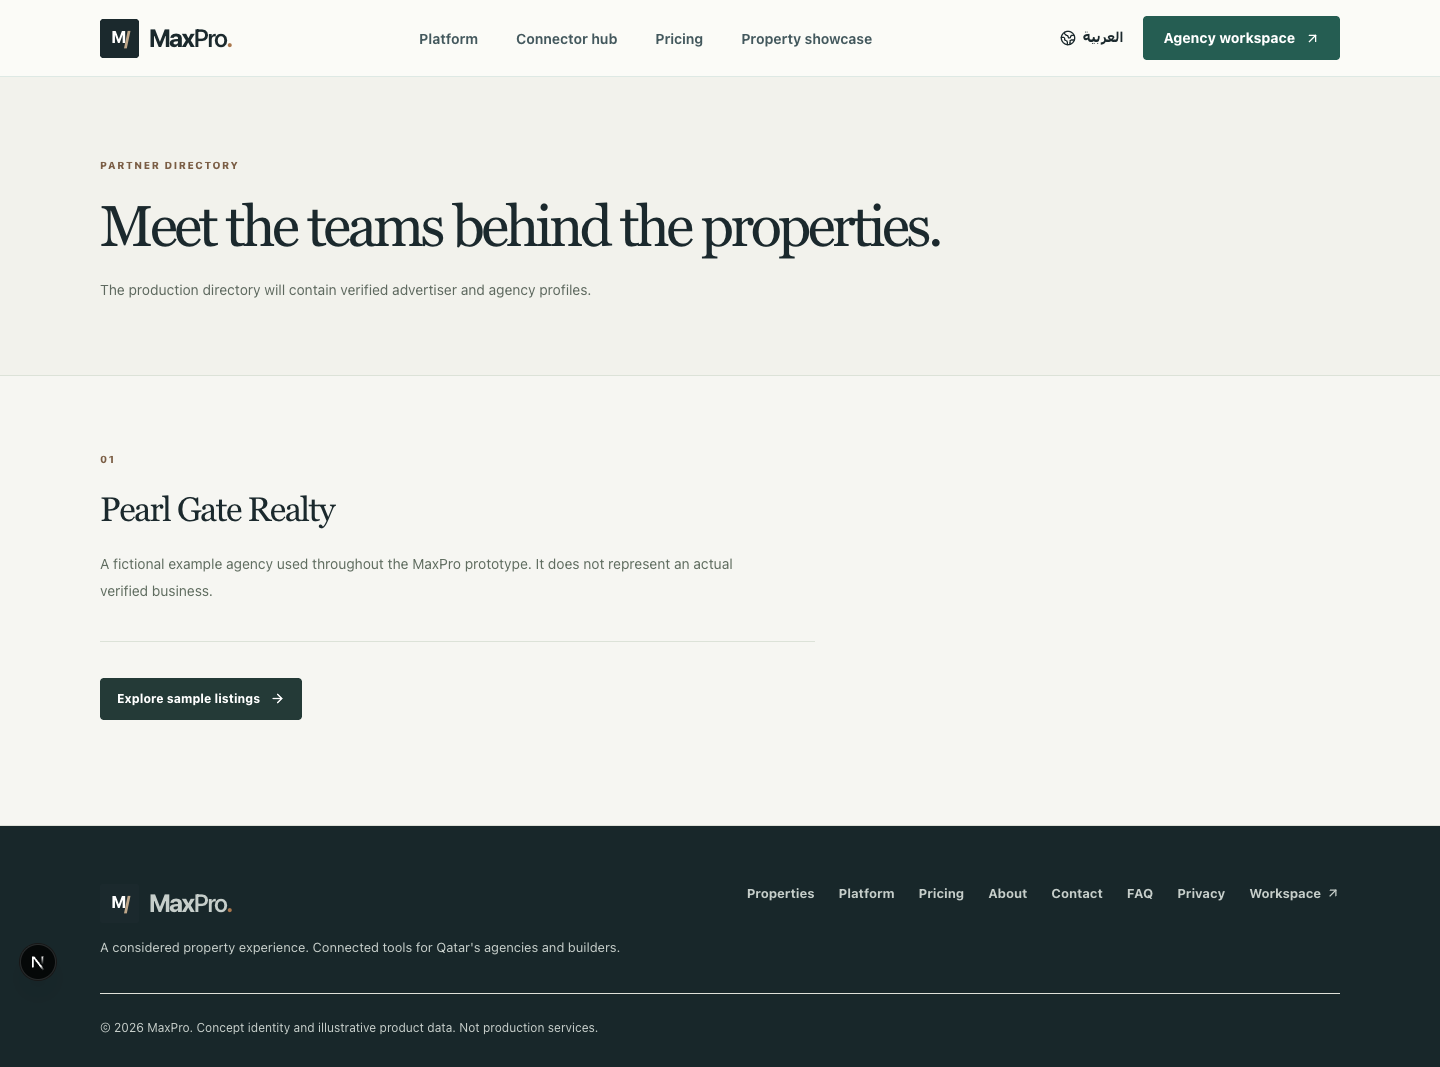 M/ MaxPro.
Platform
Connector hub
Pricing
Property showcase
العربية
Agency workspace
PARTNER DIRECTORY
Meet the teams behind the properties.
The production directory will contain verified advertiser and agency profiles.
01
Pearl Gate Realty
A fictional example agency used throughout the MaxPro prototype. It does not represent an actual
verified business.
Explore sample listings
M/ MaxPro.
Properties
Platform
Pricing
About
Contact
FAQ
Privacy
Workspace
A considered property experience. Connected tools for Qatar's agencies and builders.
N
© 2026 MaxPro. Concept identity and illustrative product data. Not production services.